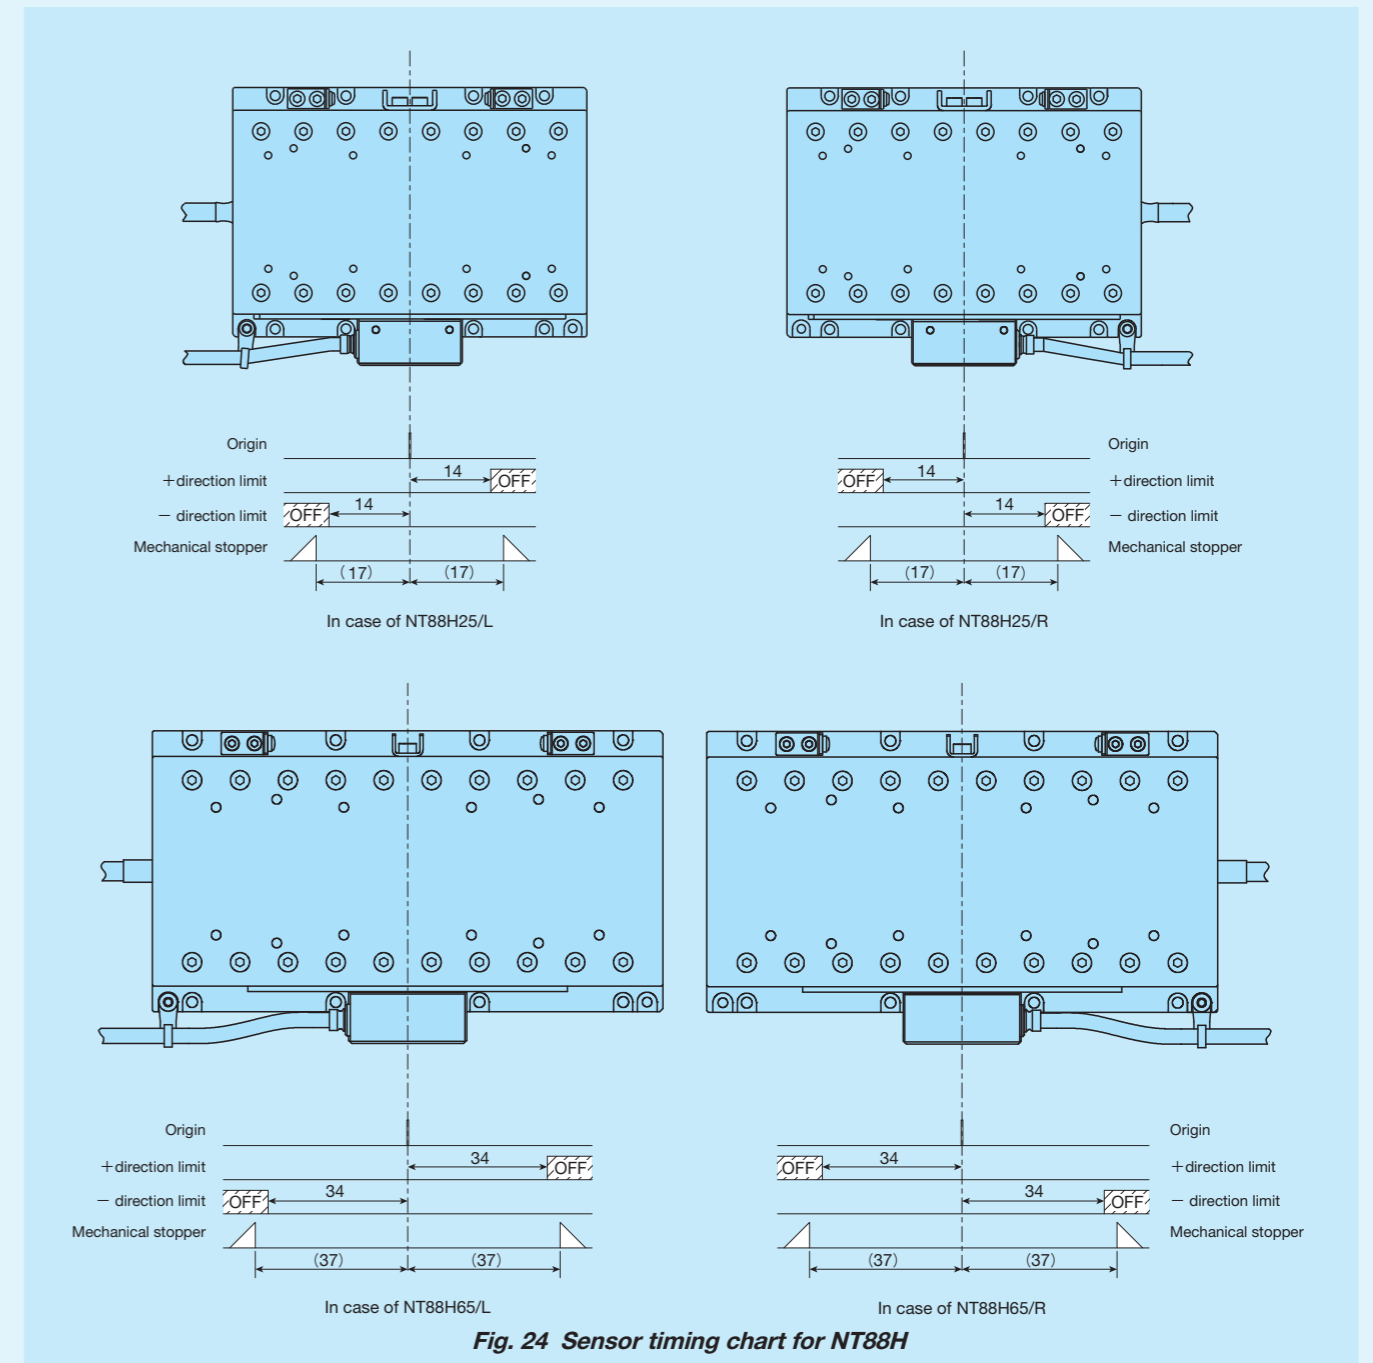 Origin
+direction limit
14
OFF
− direction limit
OFF
14
Mechanical stopper
(17)
(17)
In case of NT88H25/L
Origin
OFF
14
+direction limit
14
OFF
− direction limit
Mechanical stopper
(17)
(17)
In case of NT88H25/R
Origin
+direction limit
34
OFF
− direction limit
OFF
34
Mechanical stopper
(37)
(37)
In case of NT88H65/L
Origin
OFF
34
+direction limit
34
OFF
− direction limit
Mechanical stopper
(37)
(37)
In case of NT88H65/R
Fig. 24 Sensor timing chart for NT88H